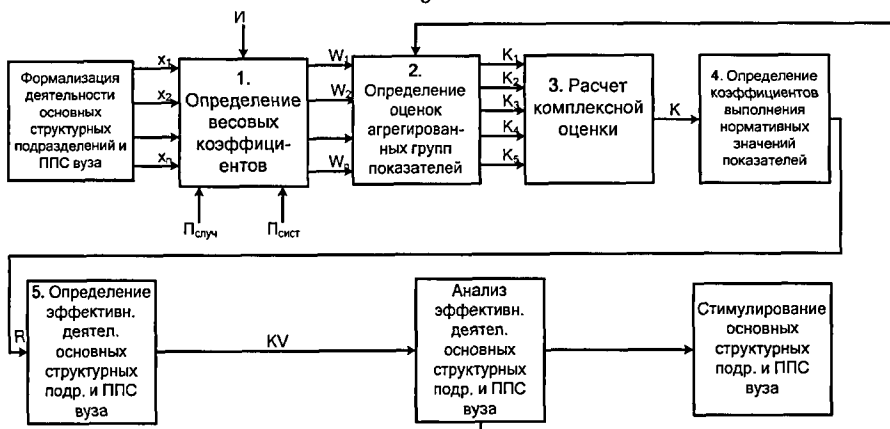 И
Формализация
деятельности
основных
структурных
подразделений и
ППС вуза
x1
x2
xn
1.
Определение
весовых
коэффици-
ентов
Пслуч
Псист
W1
W2
Wn
2.
Определение
оценок
агрегирован-
ных групп
показателей
K1
K2
K3
K4
K5
3. Расчет
комплексной
оценки
K
4. Определение
коэффициентов
выполнения
нормативных
значений
показателей
R
5. Определение
эффективн.
деятел.
основных
структурных
подр. и ППС
вуза
KV
Анализ
эффективн.
деятел.
основных
структурных
подр. и ППС
вуза
Стимулирование
основных
структурных
подр. и ППС
вуза